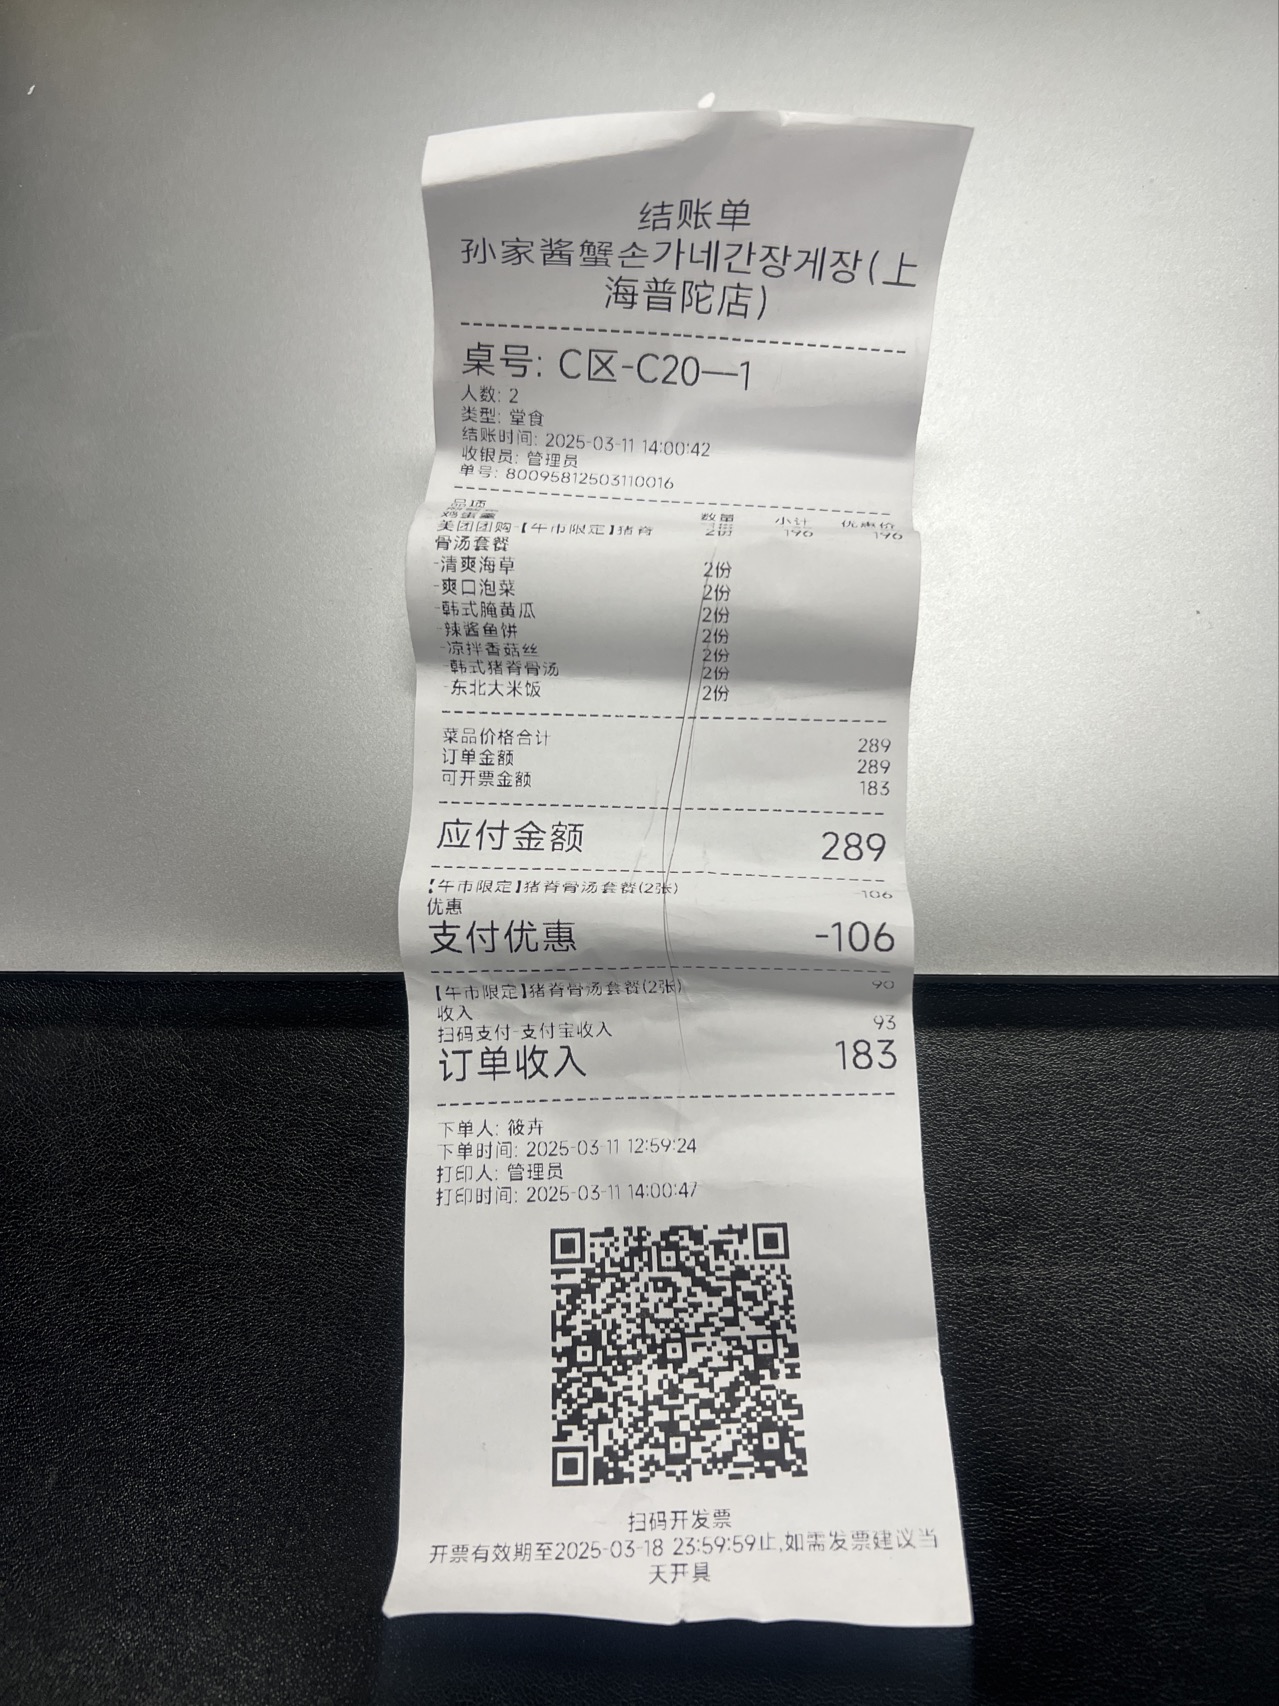 结账单
孙家酱蟹손가네간장게장(上
海普陀店)
桌号: C区-C20—1
人数: 2
类型: 堂食
结账时间: 2025-03-11 14:00:42
收银员: 管理员
单号: 80095812503110016
品项 数量 小计 优惠价
美团团购-【午市限定】猪脊 2份 196 196
骨汤套餐
-清爽海草 2份
-爽口泡菜 2份
-韩式腌黄瓜 2份
-辣酱鱼饼 2份
-凉拌香菇丝 2份
-韩式猪脊骨汤 2份
-东北大米饭 2份
菜品价格合计 289
订单金额 289
可开票金额 183
应付金额 289
【午市限定】猪脊骨汤套餐(2张) -106
优惠
支付优惠 -106
【午市限定】猪脊骨汤套餐(2张) 90
收入
扫码支付-支付宝收入 93
订单收入 183
下单人: 筱卉
下单时间: 2025-03-11 12:59:24
打印人: 管理员
打印时间: 2025-03-11 14:00:47
扫码开发票
开票有效期至2025-03-18 23:59:59止,如需发票建议当
天开具